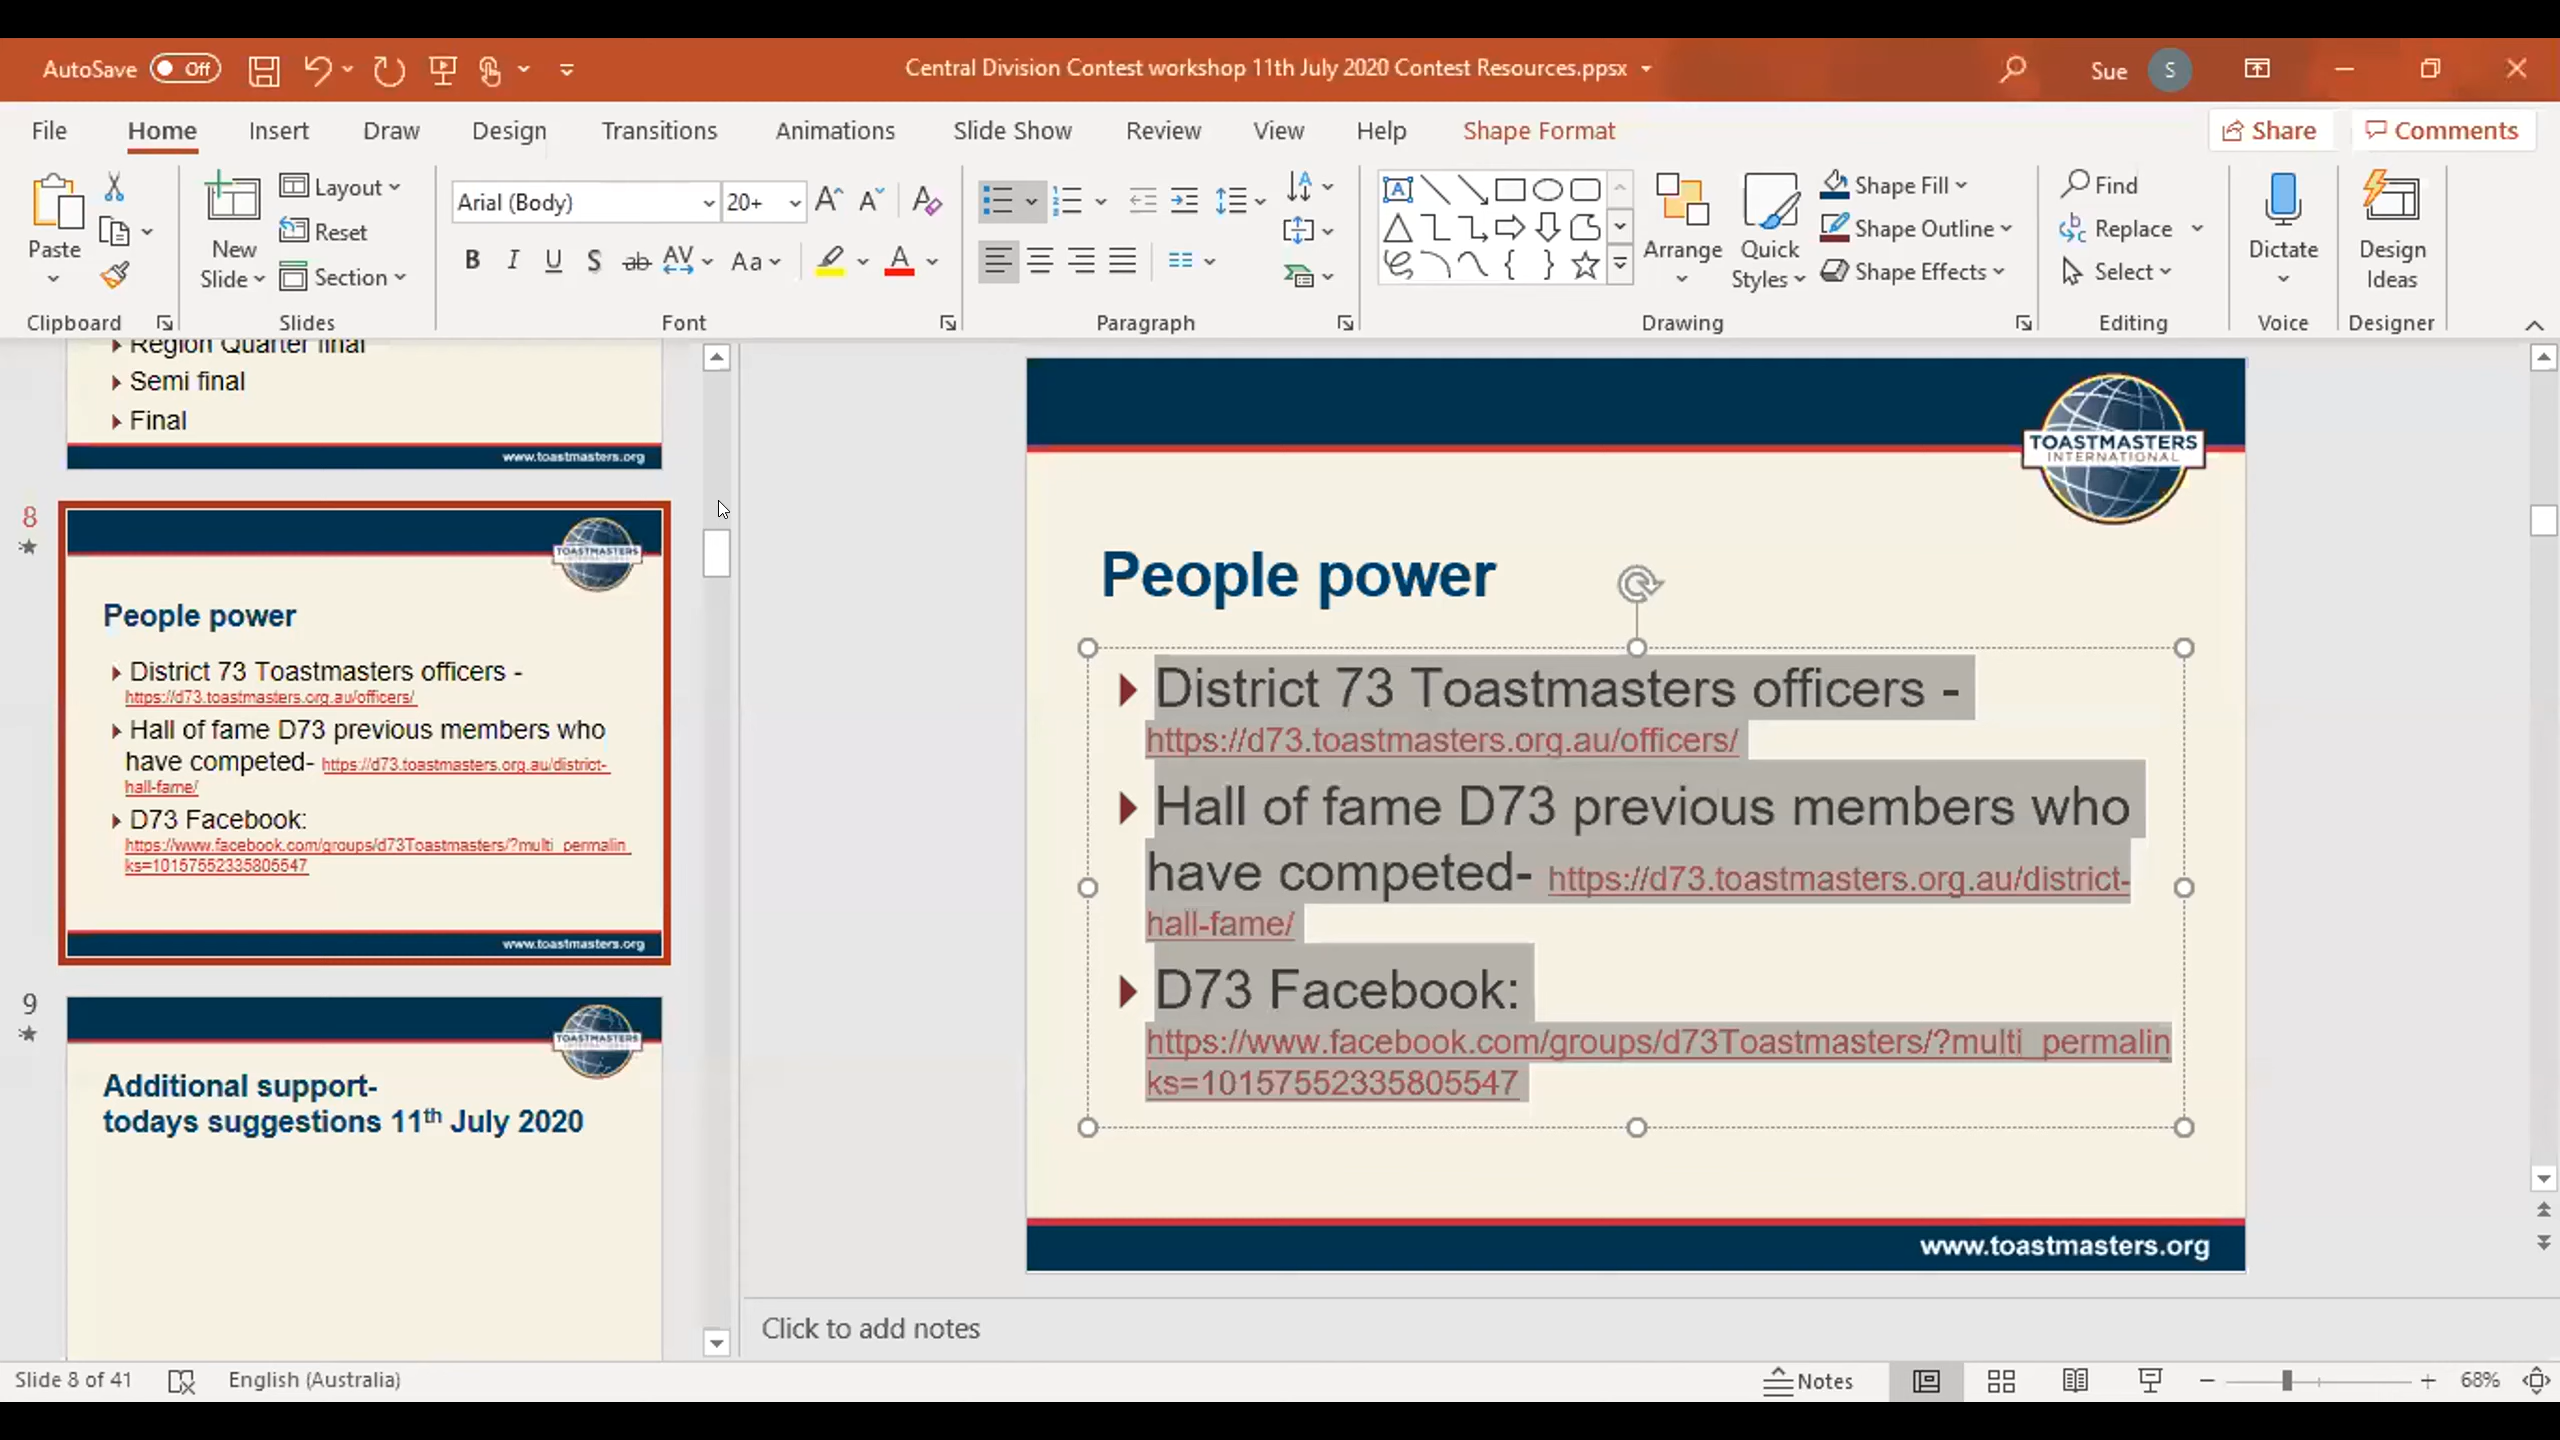 AutoSave Off
Central Division Contest workshop 11th July 2020 Contest Resources.ppsx
Sue S
File Home Insert Draw Design Transitions Animations Slide Show Review View Help Shape Format
Share Comments
Paste
Clipboard
New Slide
Layout
Reset
Section
Slides
Arial (Body) 20+
B I U S ab AV Aa A
Font
Paragraph
Arrange
Quick Styles
Shape Fill
Shape Outline
Shape Effects
Drawing
Find
Replace
Select
Editing
Dictate
Voice
Design Ideas
Designer
Region Quarter final
Semi final
Final
www.toastmasters.org
8
TOASTMASTERS
People power
District 73 Toastmasters officers -
https://d73.toastmasters.org.au/officers/
Hall of fame D73 previous members who
have competed- https://d73.toastmasters.org.au/district-
hall-fame/
D73 Facebook:
https://www.facebook.com/groups/d73Toastmasters/?multi_permalin
ks=10157552335805547
www.toastmasters.org
9
TOASTMASTERS
Additional support-
todays suggestions 11th July 2020
TOASTMASTERS
INTERNATIONAL
People power
District 73 Toastmasters officers -
https://d73.toastmasters.org.au/officers/
Hall of fame D73 previous members who
have competed- https://d73.toastmasters.org.au/district-
hall-fame/
D73 Facebook:
https://www.facebook.com/groups/d73Toastmasters/?multi_permalin
ks=10157552335805547
www.toastmasters.org
Click to add notes
Slide 8 of 41 English (Australia)
Notes 68%